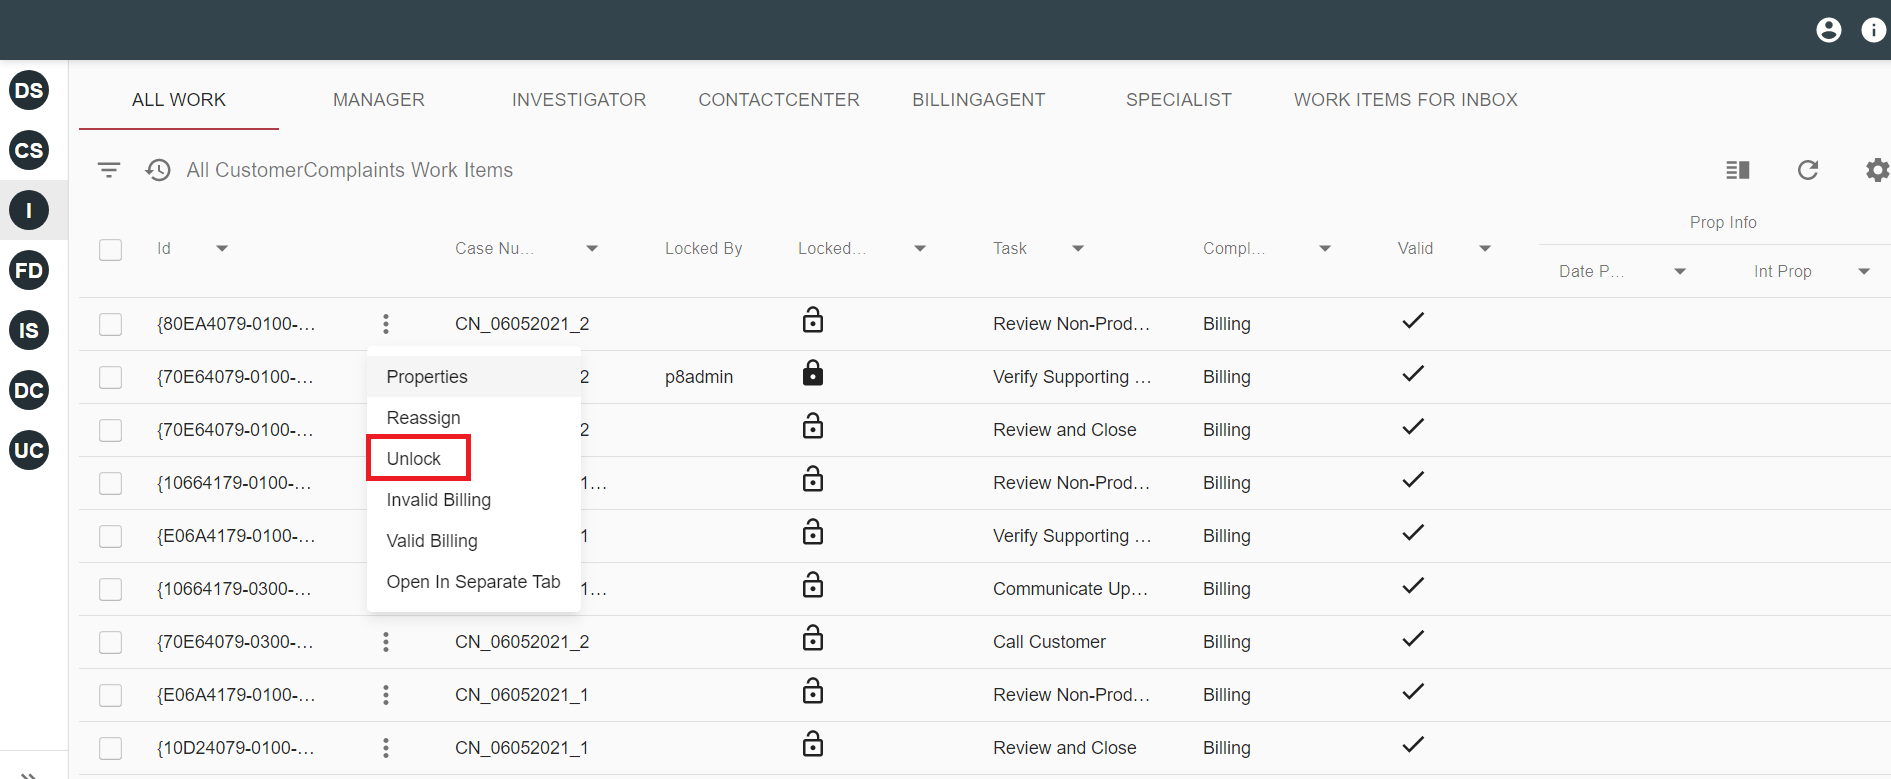 DS
CS
I
FD
IS
DC
UC
ALL WORK MANAGER INVESTIGATOR CONTACTCENTER BILLINGAGENT SPECIALIST WORK ITEMS FOR INBOX
All CustomerComplaints Work Items
Prop Info
Id Case Nu... Locked By Locked... Task Compl... Valid
Date P... Int Prop
{80EA4079-0100-... CN_06052021_2 Review Non-Prod... Billing
{70E64079-0100-... 2 p8admin Verify Supporting ... Billing
{70E64079-0100-... 2 Review and Close Billing
{10664179-0100-... 1... Review Non-Prod... Billing
{E06A4179-0100-... 1 Verify Supporting ... Billing
{10664179-0300-... 1... Communicate Up... Billing
{70E64079-0300-... CN_06052021_2 Call Customer Billing
{E06A4179-0100-... CN_06052021_1 Review Non-Prod... Billing
{10D24079-0100-... CN_06052021_1 Review and Close Billing
Properties
Reassign
Unlock
Invalid Billing
Valid Billing
Open In Separate Tab